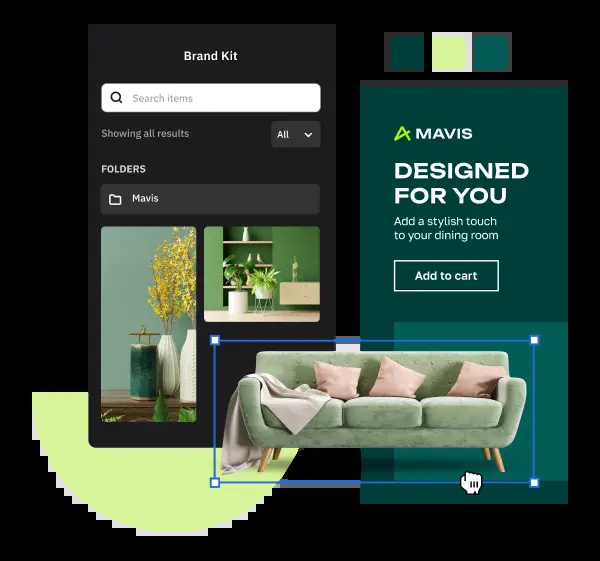 Brand Kit
Search items
Showing all results
All
FOLDERS
Mavis
MAVIS
DESIGNED
FOR YOU
Add a stylish touch
to your dining room
Add to cart